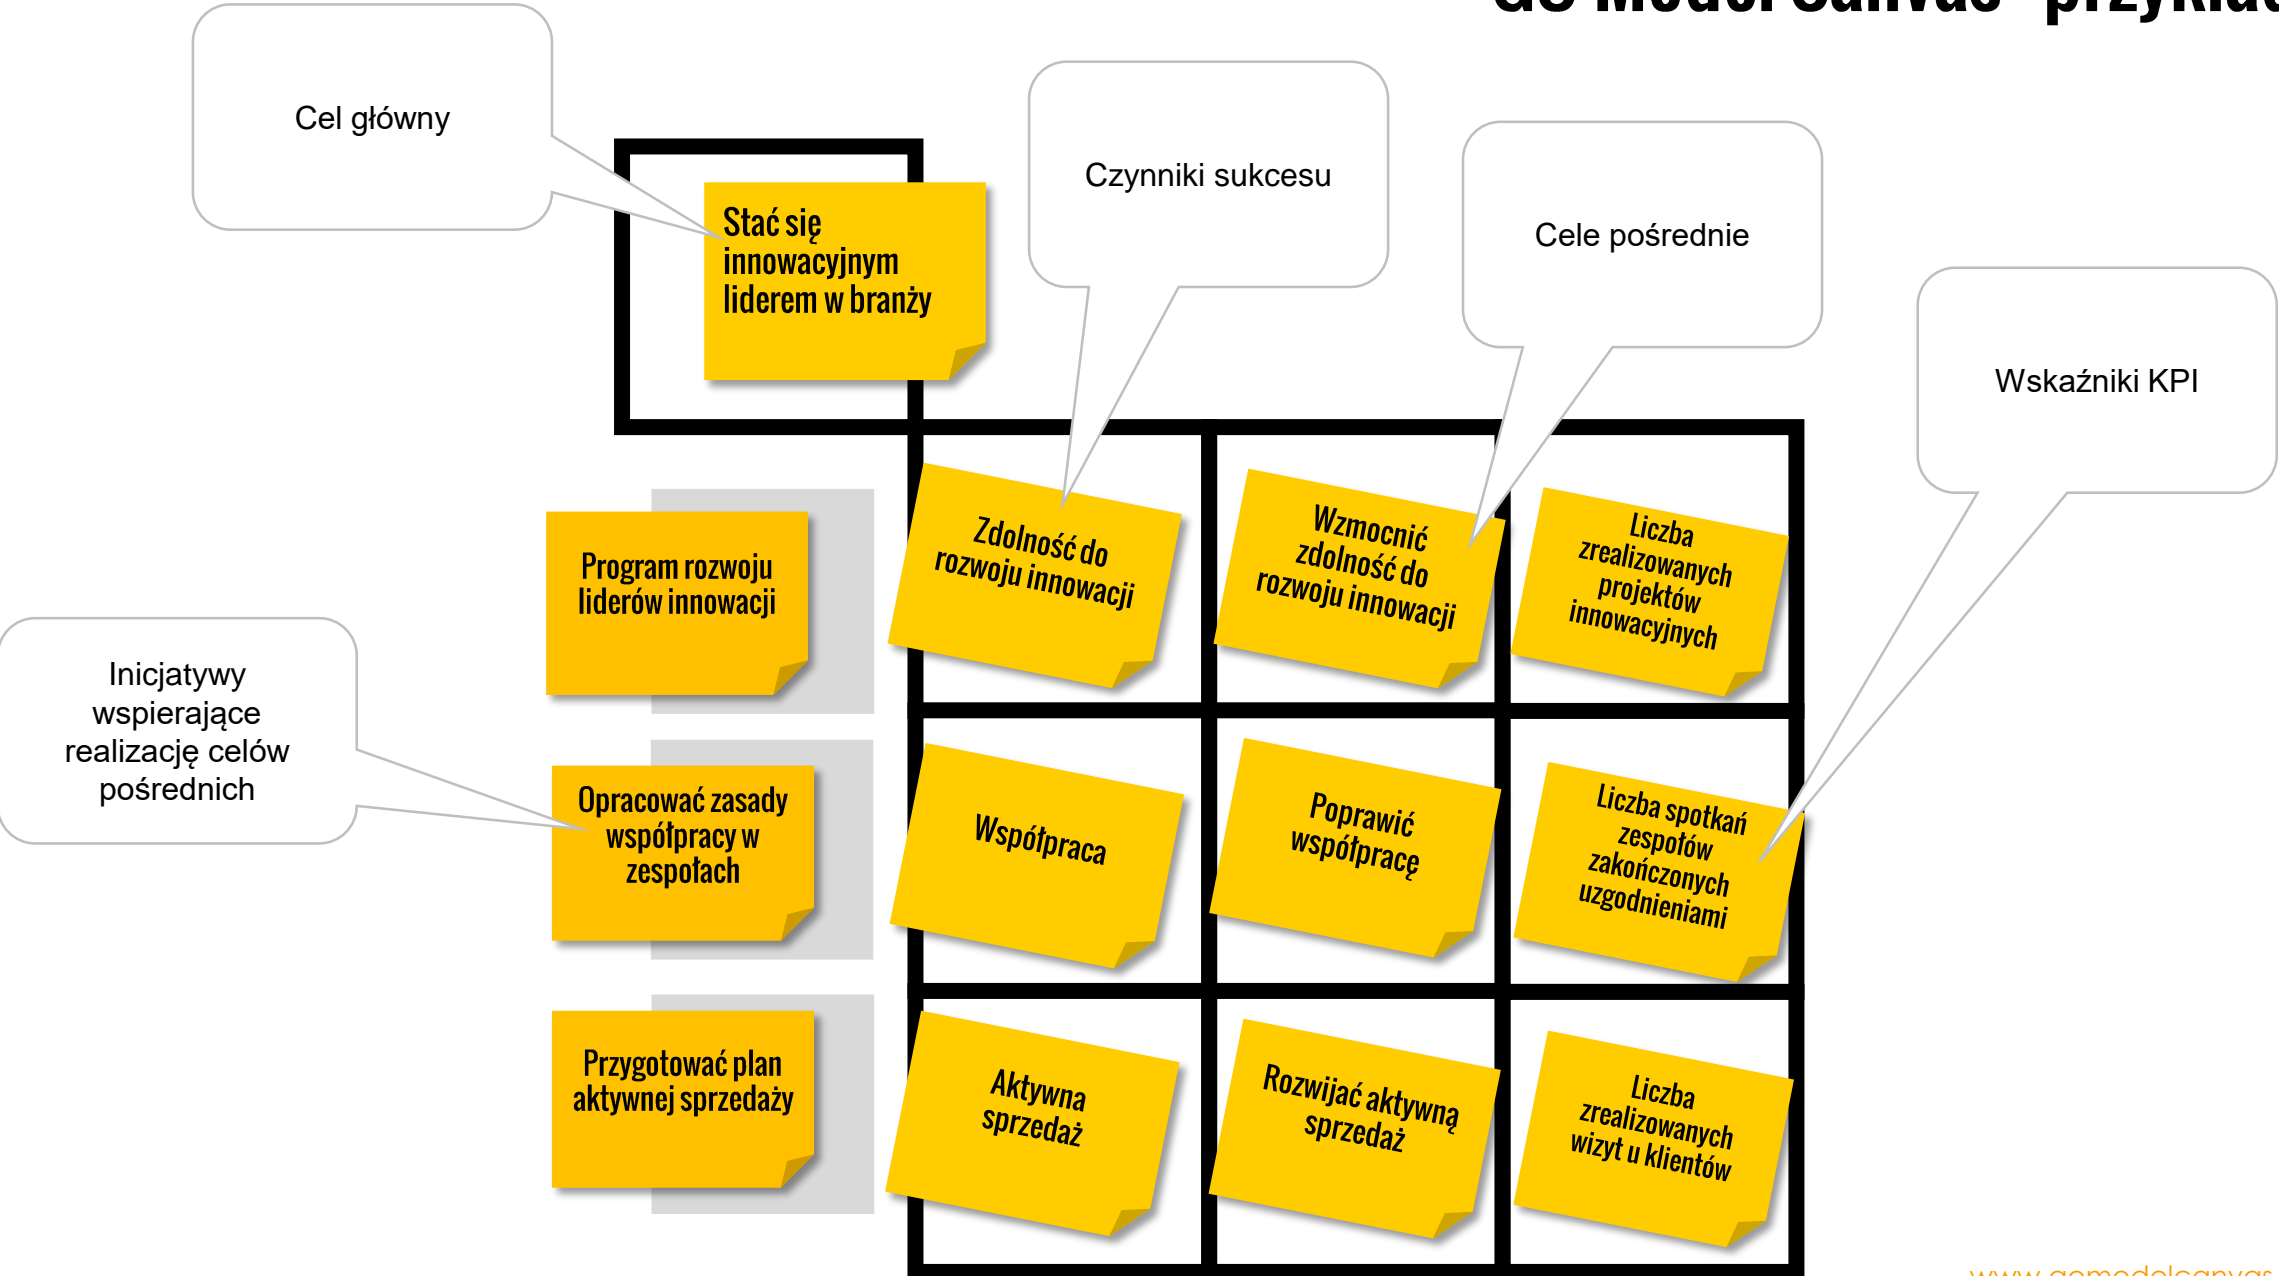 Model Canvas
Cel główny
Czynniki sukcesu
Cele pośrednie
Wskaźniki KPI
Stać się
innowacyjnym
liderem w branży
Program rozwoju
liderów innowacji
Zdolność do
rozwoju innowacji
Wzmocnić
zdolność do
rozwoju innowacji
Liczba
zrealizowanych
projektów
innowacyjnych
Inicjatywy
wspierające
realizację celów
pośrednich
Opracować zasady
współpracy w
zespołach
Współpraca
Poprawić
współpracę
Liczba spotkań
zespołów
zakończonych
uzgodnieniami
Przygotować plan
aktywnej sprzedaży
Aktywna
sprzedaż
Rozwijać aktywną
sprzedaż
Liczba
zrealizowanych
wizyt u klientów